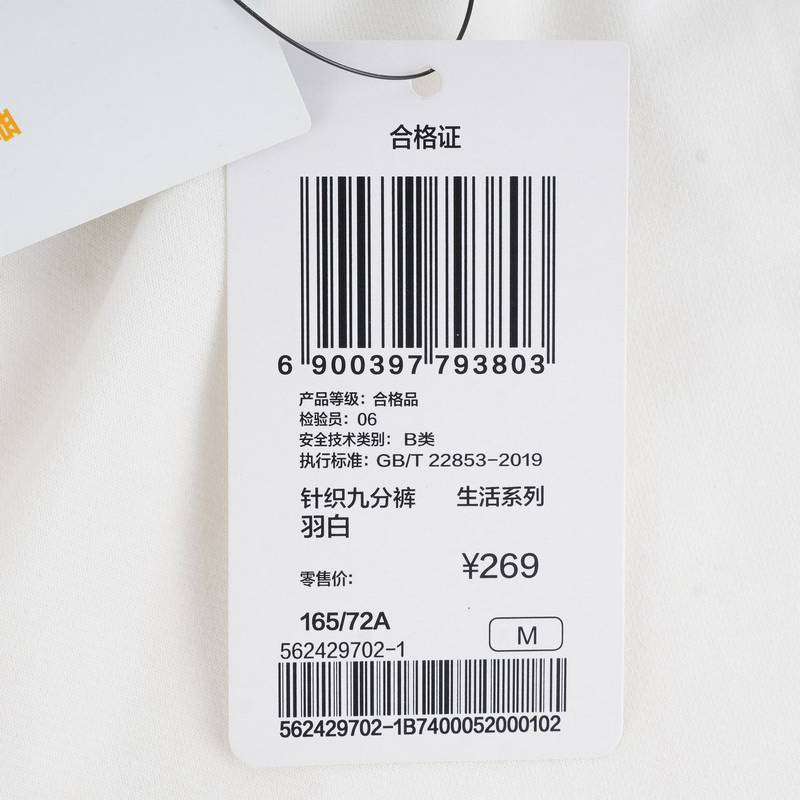 合格证
6 900397 793803
产品等级：合格品
检验员：06
安全技术类别： B类
执行标准：GB/T 22853-2019
针织九分裤 生活系列
羽白
零售价： ¥269
165/72A
M
562429702-1
562429702-1B7400052000102